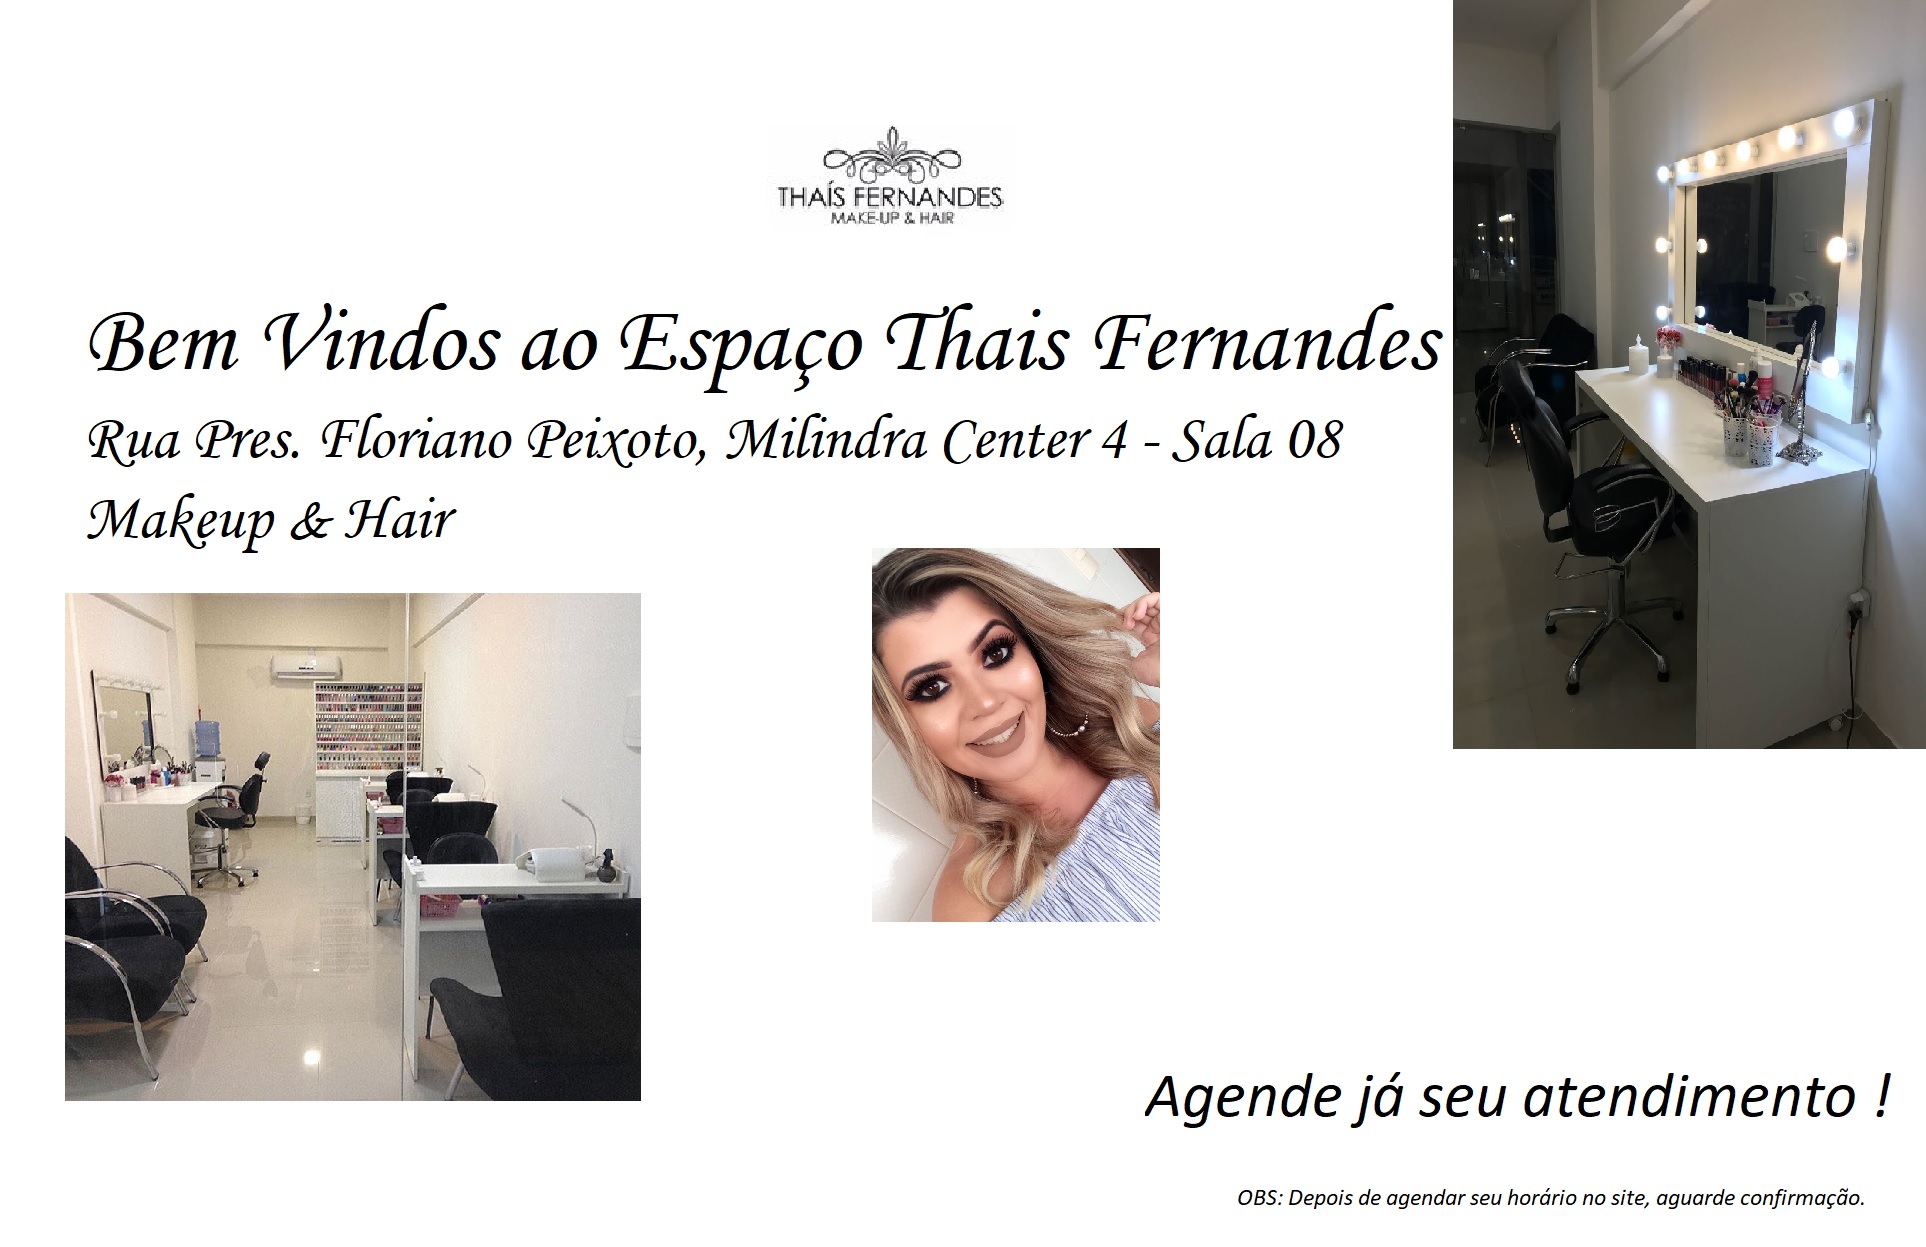 THAÍS FERNANDES
MAKE-UP & HAIR
Bem Vindos ao Espaço Thais Fernandes
Rua Pres. Floriano Peixoto, Milindra Center 4 - Sala 08
Makeup & Hair
Agende já seu atendimento !
OBS: Depois de agendar seu horário no site, aguarde confirmação.